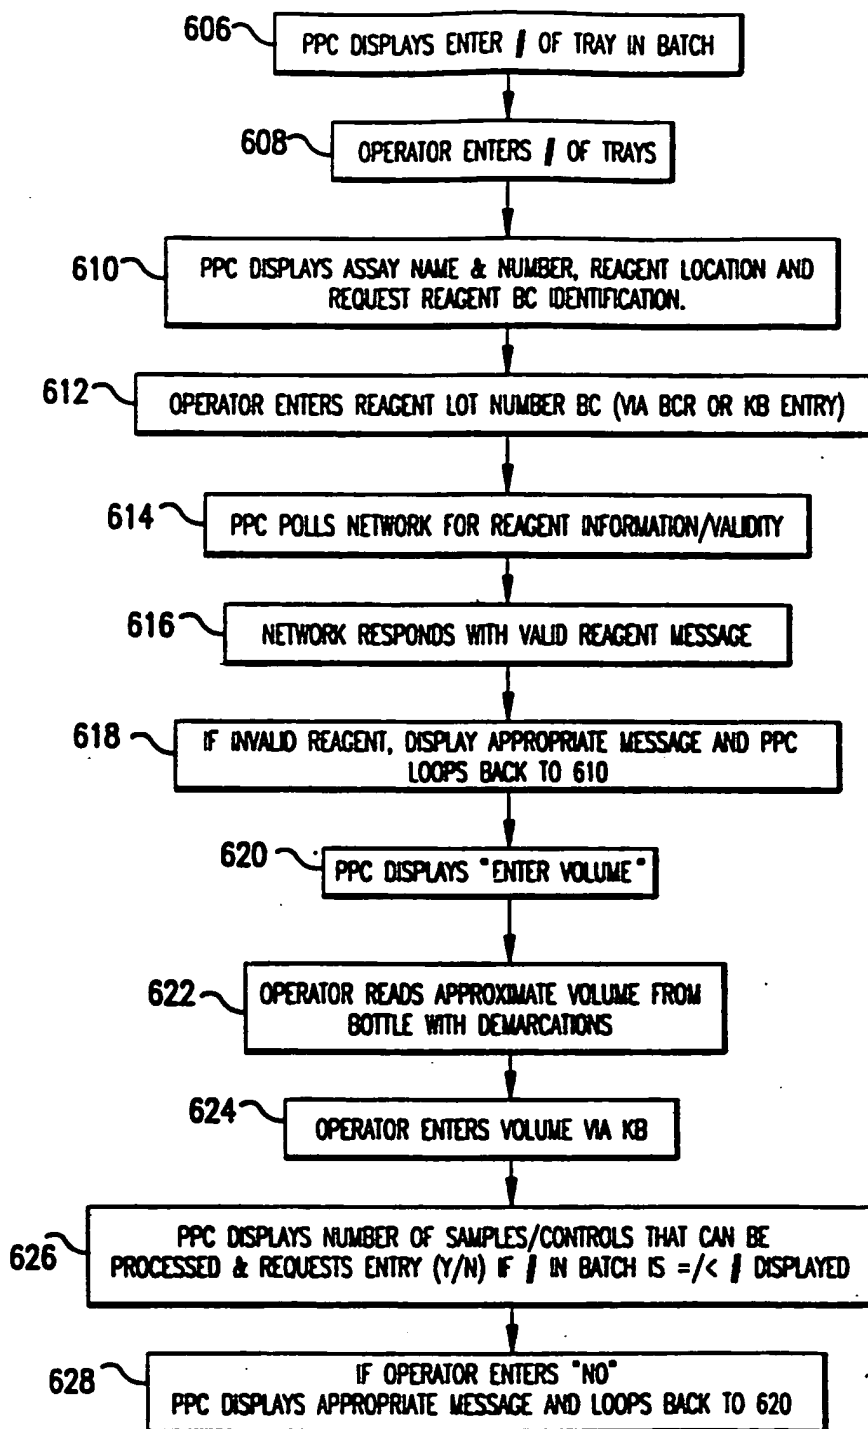 606
PPC DISPLAYS ENTER # OF TRAY IN BATCH
608
OPERATOR ENTERS # OF TRAYS
610
PPC DISPLAYS ASSAY NAME & NUMBER, REAGENT LOCATION AND
REQUEST REAGENT BC IDENTIFICATION.
612
OPERATOR ENTERS REAGENT LOT NUMBER BC (VIA BCR OR KB ENTRY)
614
PPC POLLS NETWORK FOR REAGENT INFORMATION/VALIDITY
616
NETWORK RESPONDS WITH VALID REAGENT MESSAGE
618
IF INVALID REAGENT, DISPLAY APPROPRIATE MESSAGE AND PPC
LOOPS BACK TO 610
620
PPC DISPLAYS "ENTER VOLUME"
622
OPERATOR READS APPROXIMATE VOLUME FROM
BOTTLE WITH DEMARCATIONS
624
OPERATOR ENTERS VOLUME VIA KB
626
PPC DISPLAYS NUMBER OF SAMPLES/CONTROLS THAT CAN BE
PROCESSED & REQUESTS ENTRY (Y/N) IF # IN BATCH IS =/< # DISPLAYED
628
IF OPERATOR ENTERS "NO"
PPC DISPLAYS APPROPRIATE MESSAGE AND LOOPS BACK TO 620